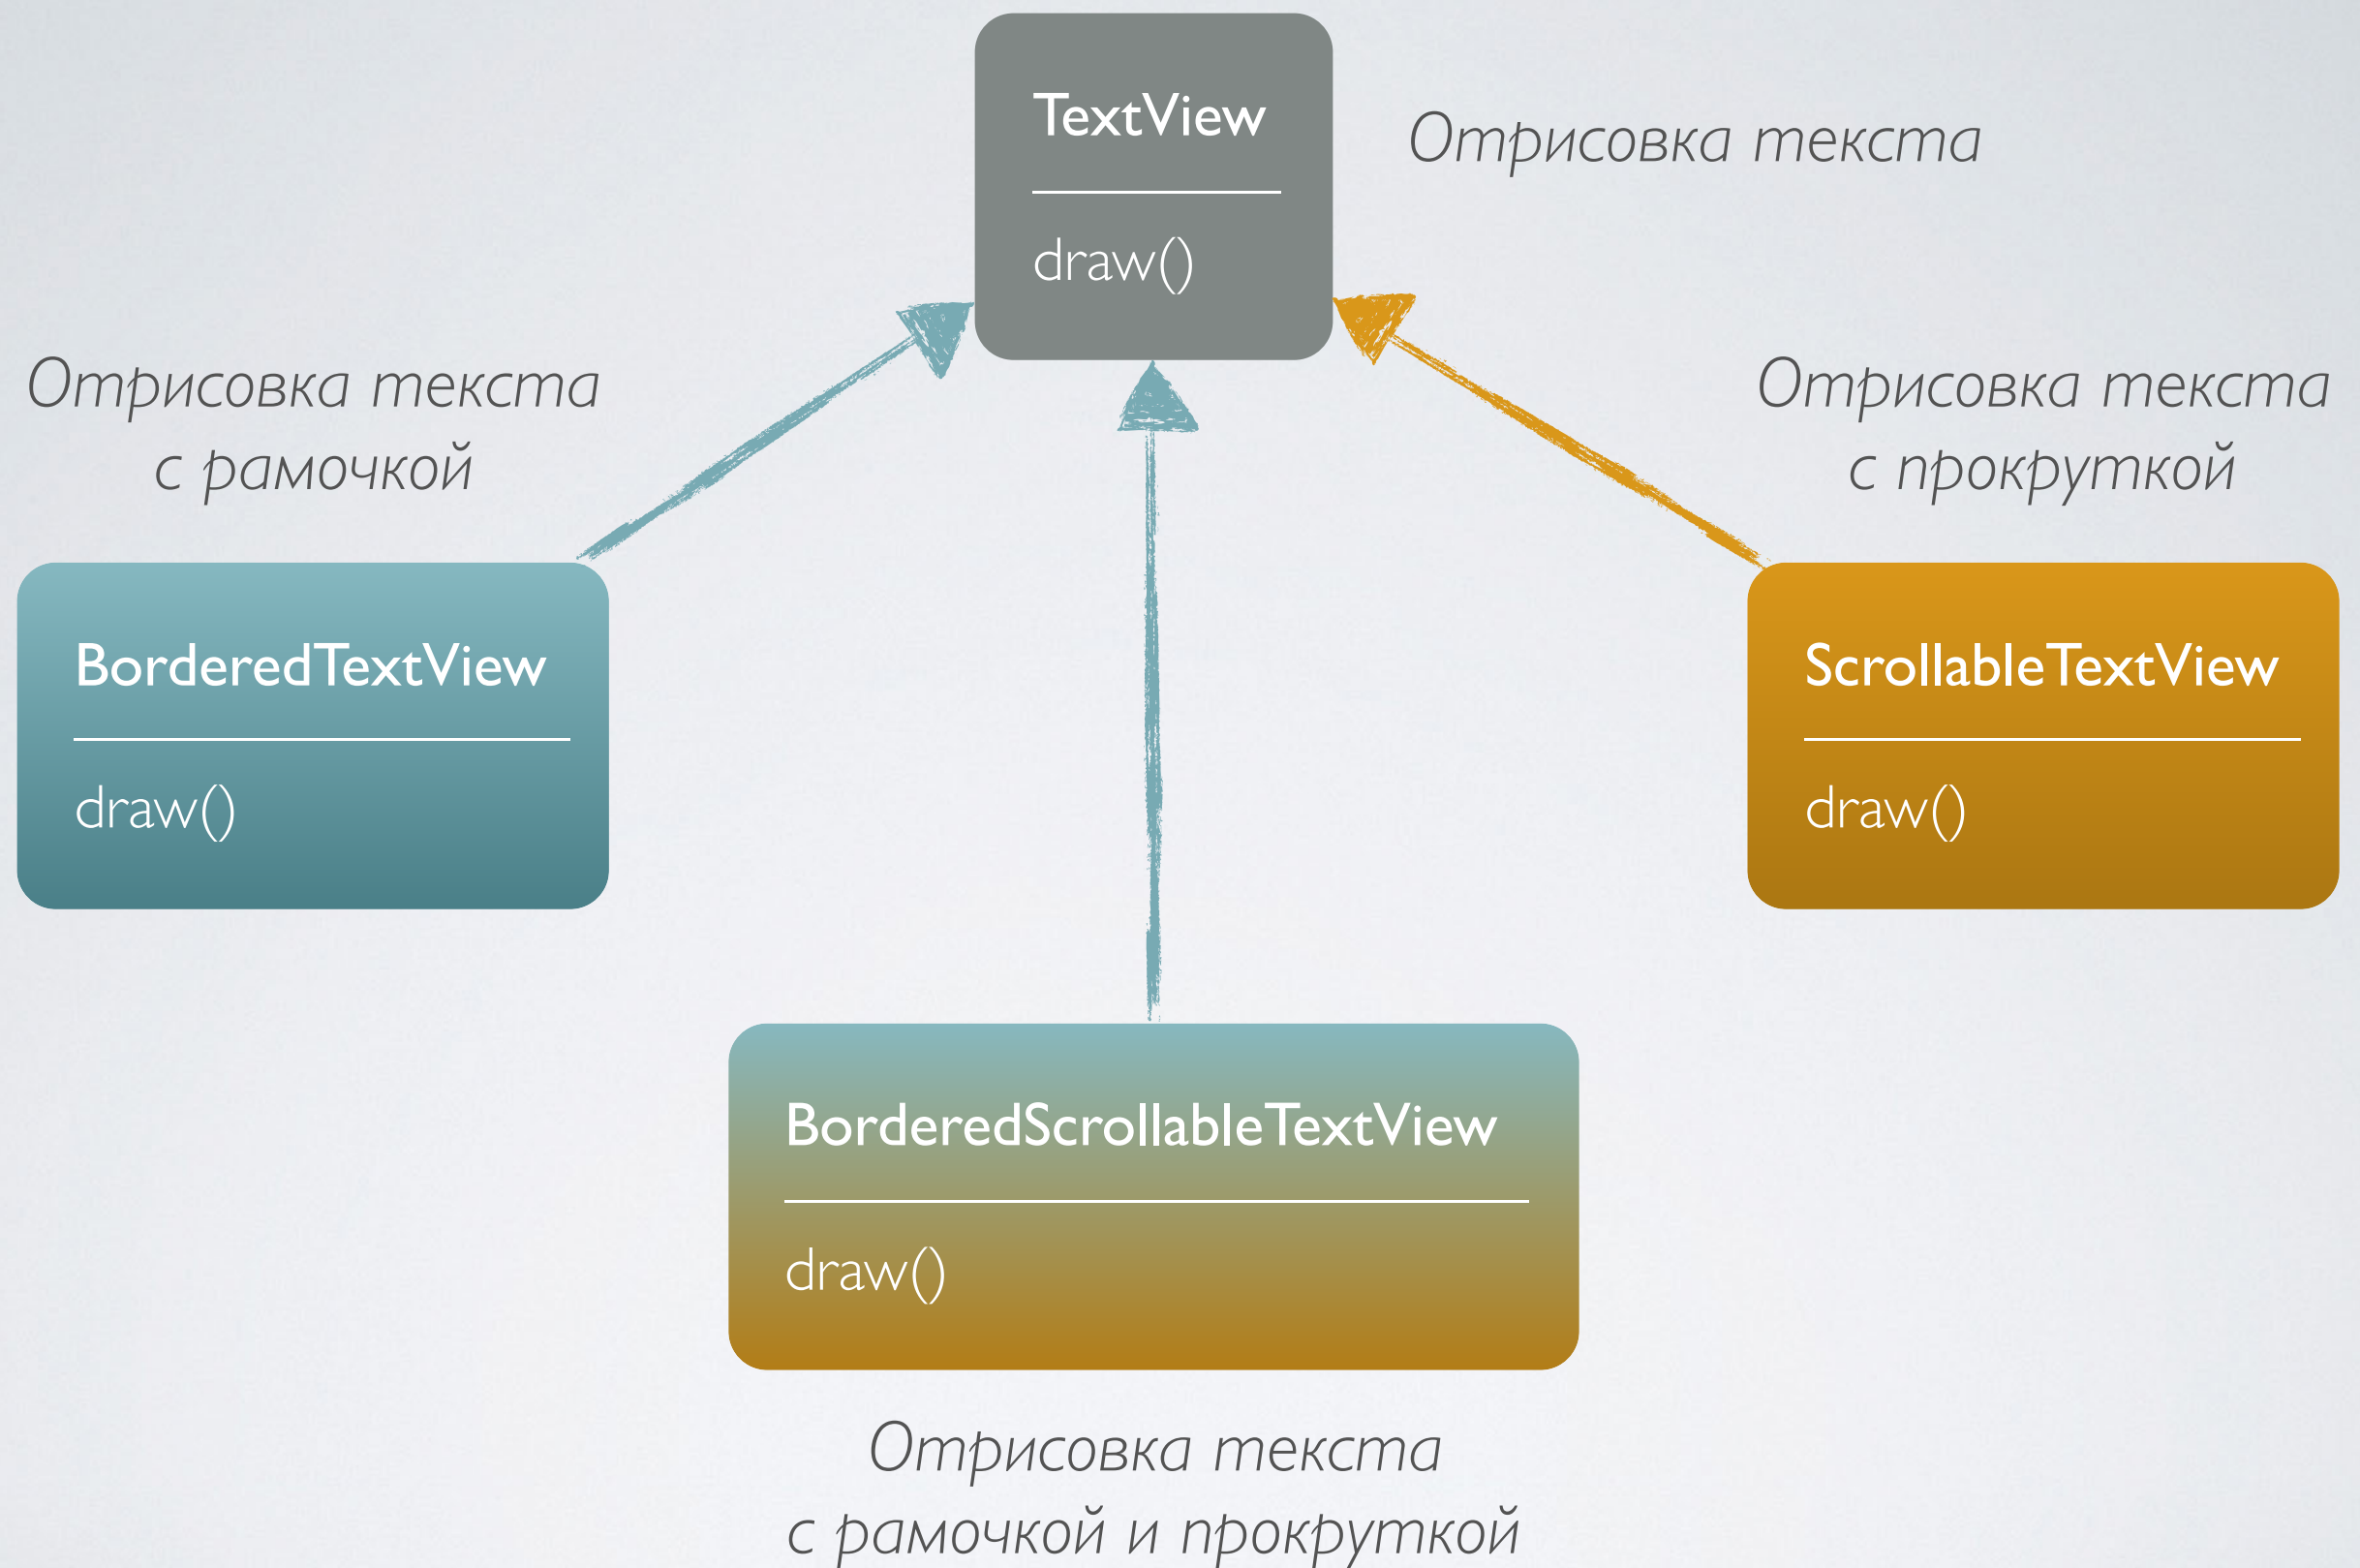 TextView
draw()
Отрисовка текста
Отрисовка текста
с рамочкой
BorderedTextView
draw()
Отрисовка текста
с прокруткой
ScrollableTextView
draw()
BorderedScrollableTextView
draw()
Отрисовка текста
с рамочкой и прокруткой